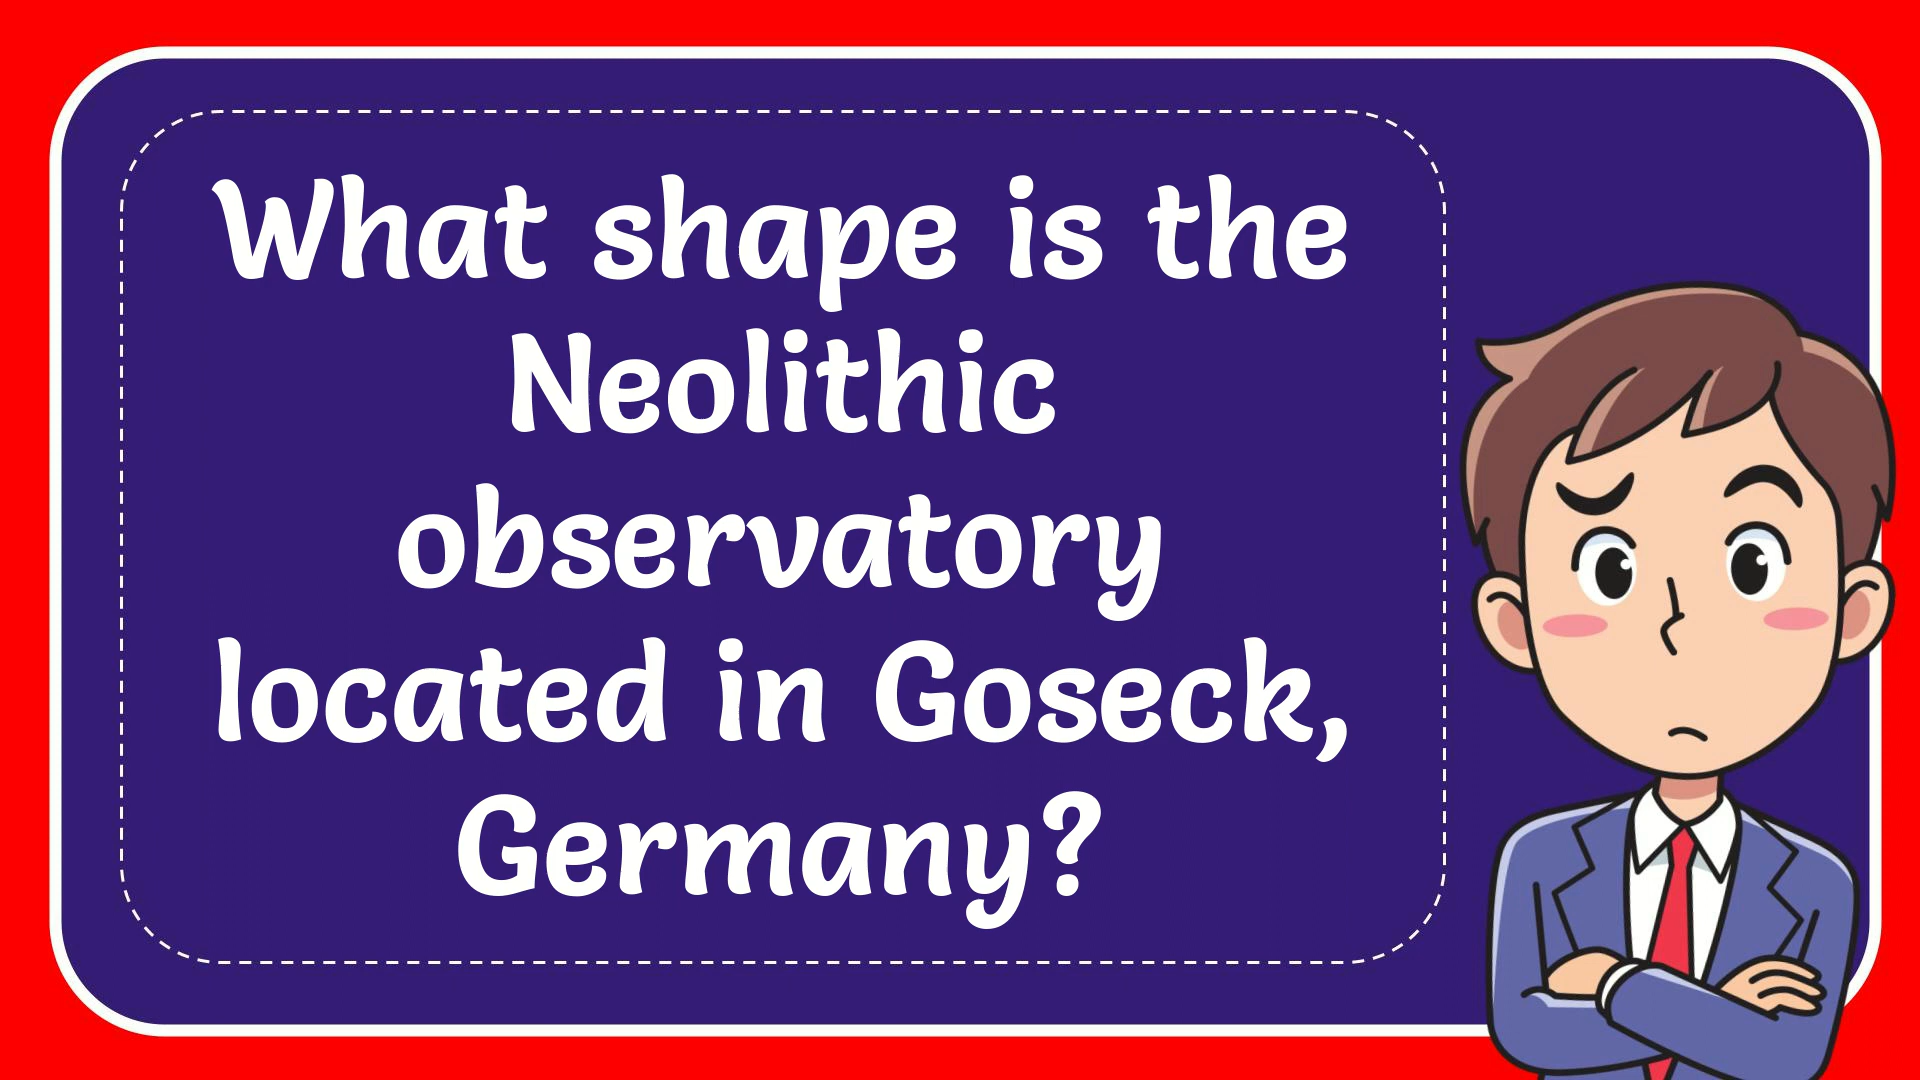 What shape is the
Neolithic
observatory
located in Goseck,
Germany?